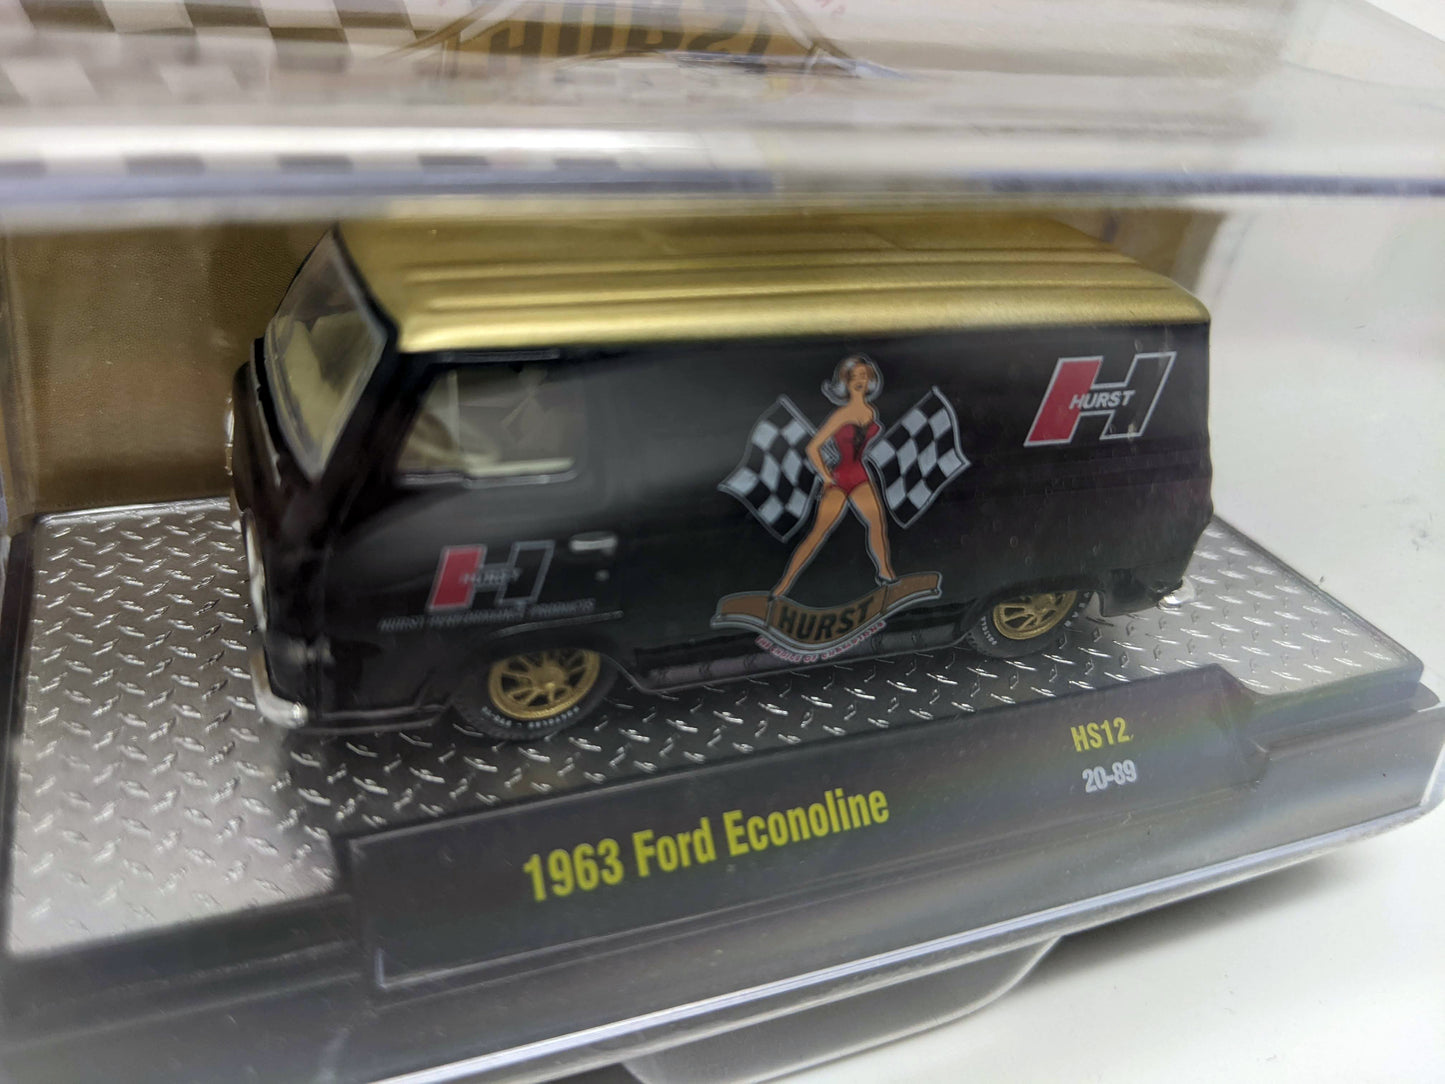 HURST
HURST
HURST
HURST PERFORMANCE PRODUCTS
HURST
HS12
20-89
1963 Ford Econoline